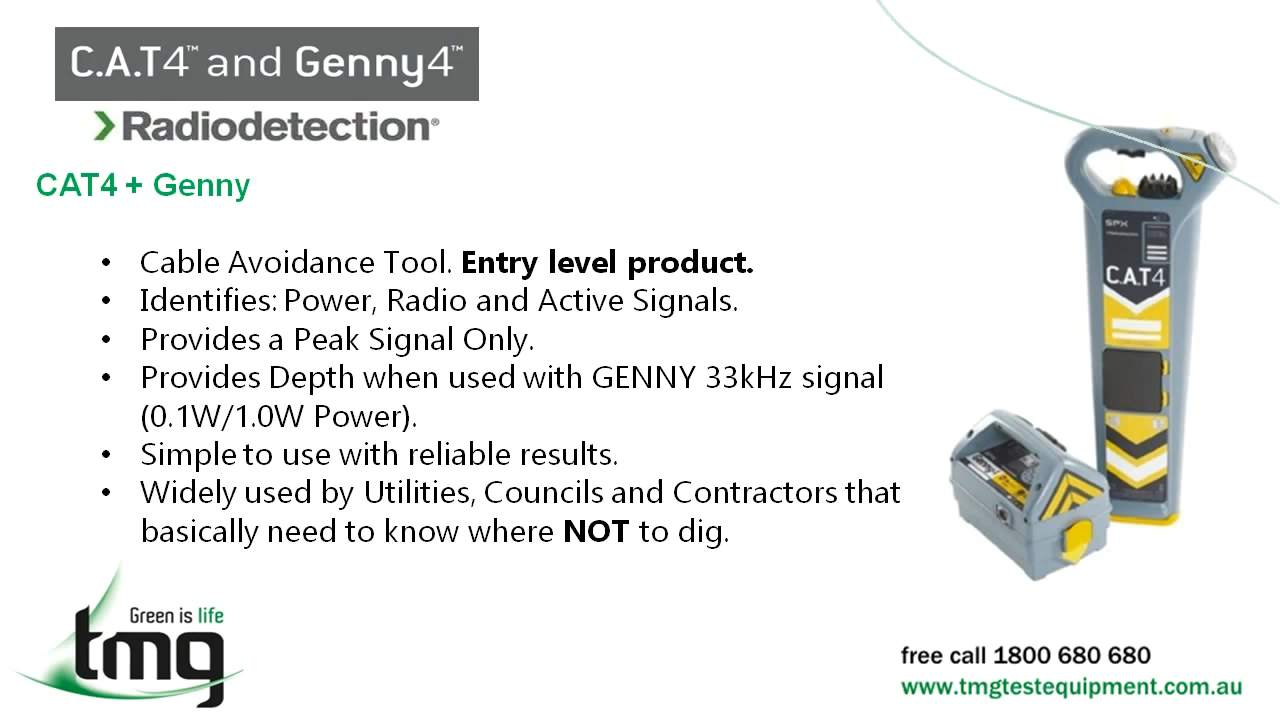 C.A.T4™ and Genny4™
Radiodetection®
CAT4 + Genny
• Cable Avoidance Tool. Entry level product.
• Identifies: Power, Radio and Active Signals.
• Provides a Peak Signal Only.
• Provides Depth when used with GENNY 33kHz signal
(0.1W/1.0W Power).
• Simple to use with reliable results.
• Widely used by Utilities, Councils and Contractors that
basically need to know where NOT to dig.
SPX
C.A.T4
Green is life
tmg
free call 1800 680 680
www.tmgtestequipment.com.au